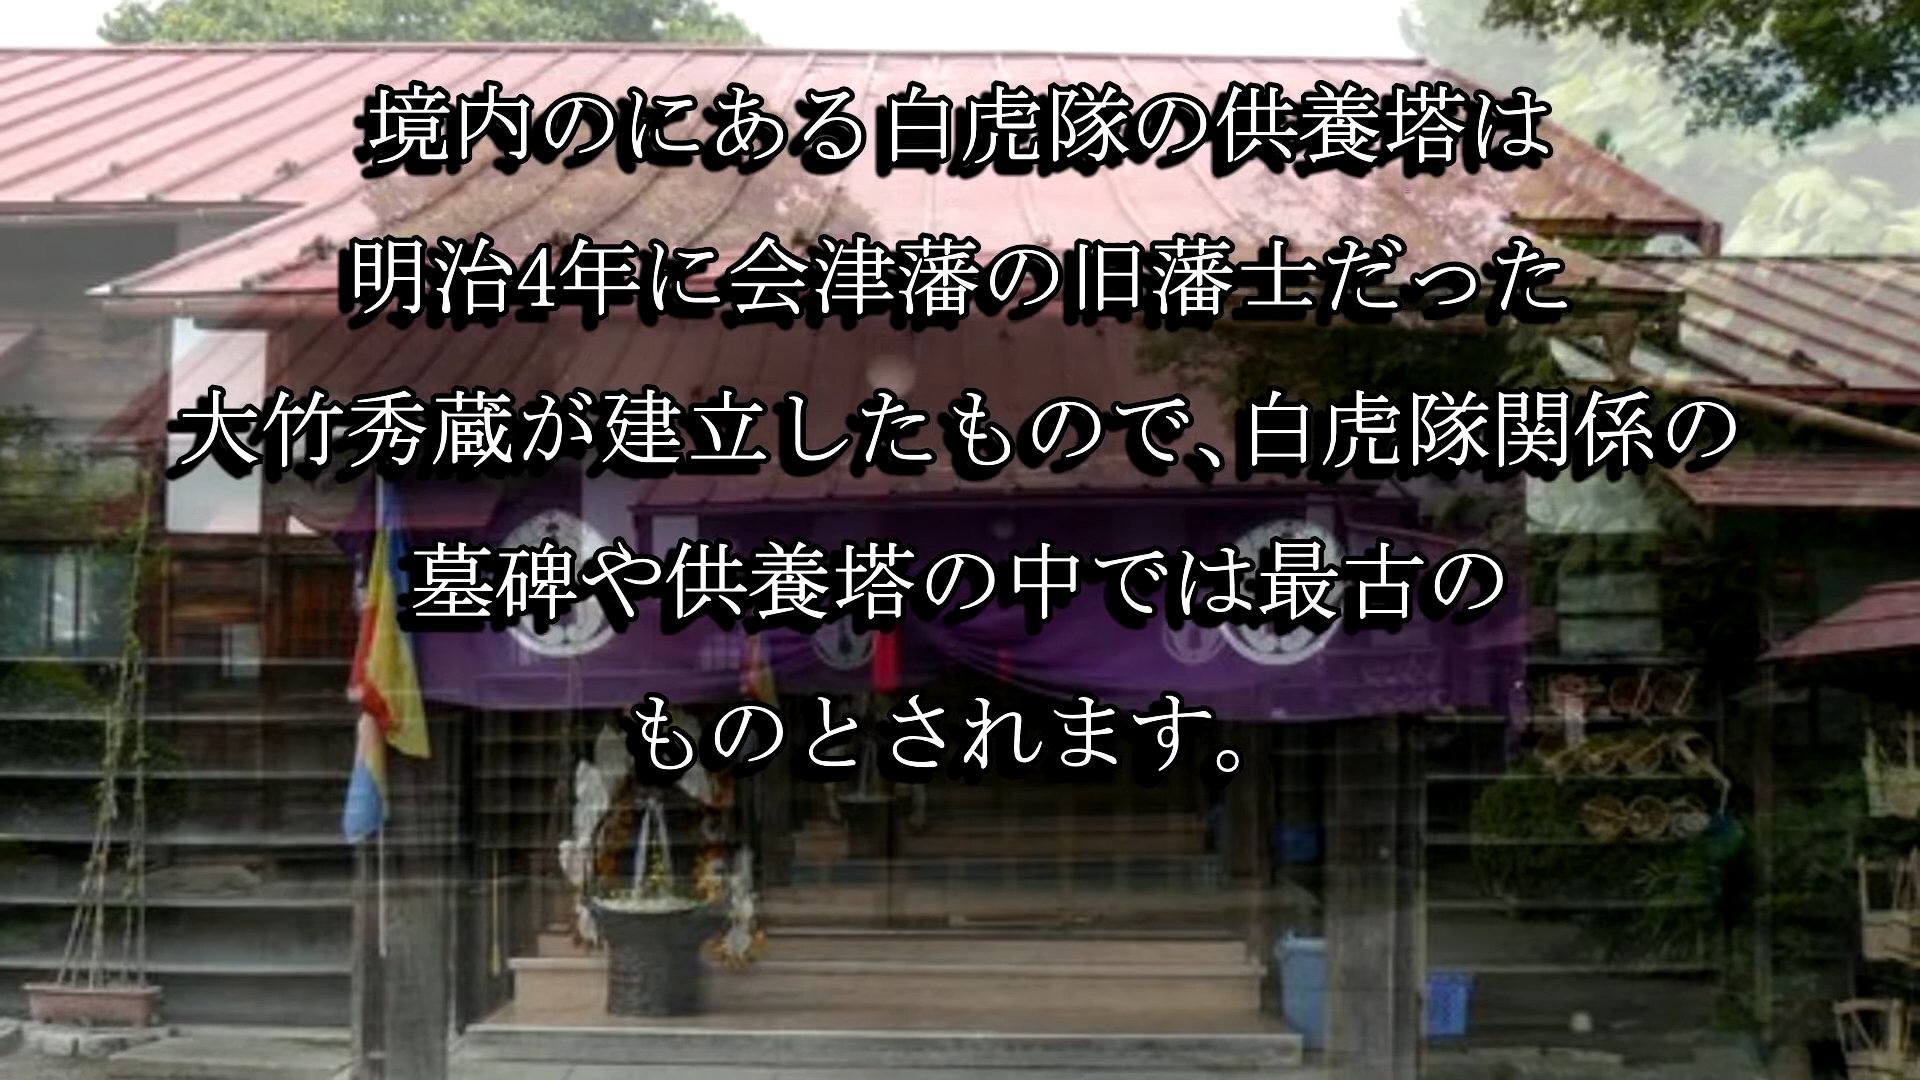 境内のにある白虎隊の供養塔は
明治4年に会津藩の旧藩士だった
大竹秀蔵が建立したもので、白虎隊関係の
墓碑や供養塔の中では最古の
ものとされます。